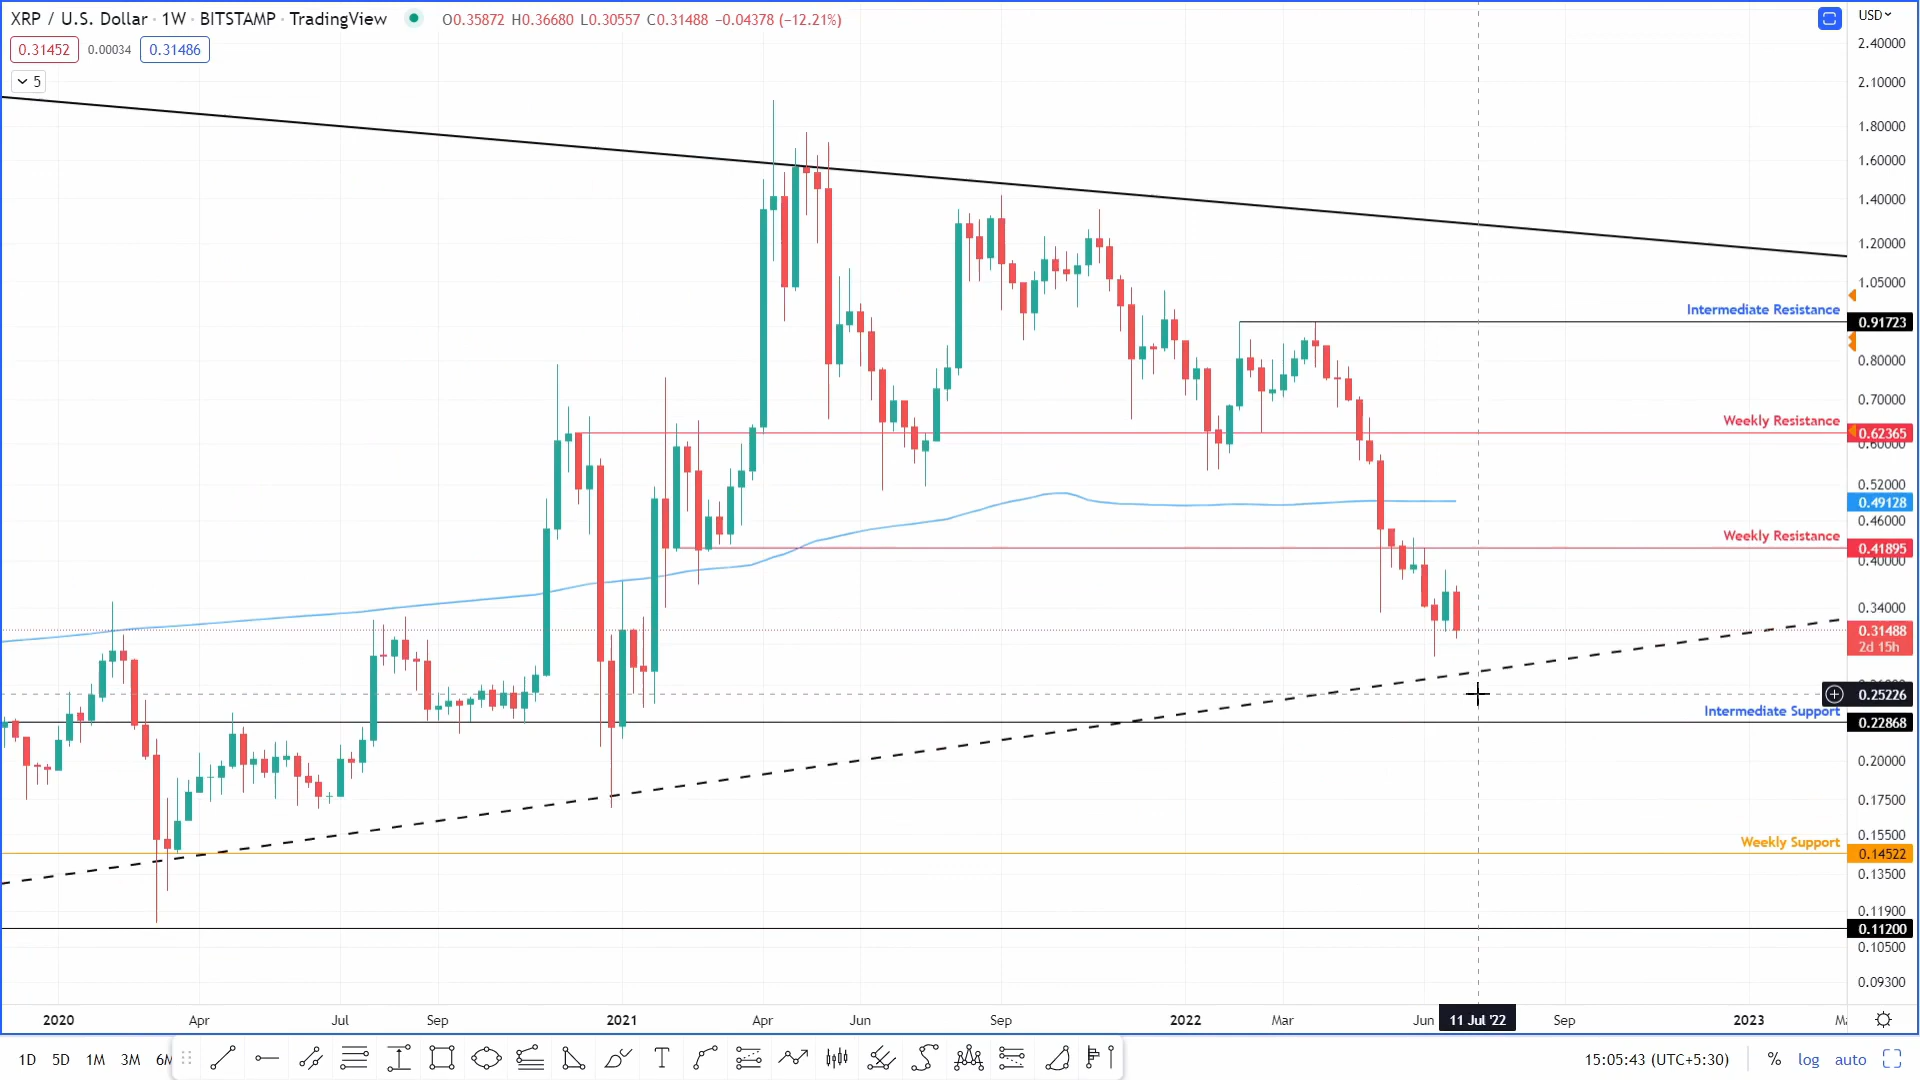 XRP / U.S. Dollar · 1W · BITSTAMP · TradingView O0.35872 H0.36680 L0.30557 C0.31488 −0.04378 (−12.21%)
USD
0.31452 0.00034 0.31486
5
2.40000
2.10000
1.80000
1.60000
1.40000
1.20000
1.05000
Intermediate Resistance
0.91723
0.80000
0.70000
Weekly Resistance
0.62365
0.60000
0.52000
0.49128
0.46000
Weekly Resistance
0.41895
0.40000
0.34000
0.31488
2d 15h
0.25226
Intermediate Support
0.22868
0.20000
0.17500
0.15500
Weekly Support
0.14522
0.13500
0.11900
0.11200
0.10500
0.09300
2020 Apr Jul Sep 2021 Apr Jun Sep 2022 Mar Jun 11 Jul '22 Sep 2023
1D 5D 1M 3M 6M 15:05:43 (UTC+5:30) % log auto